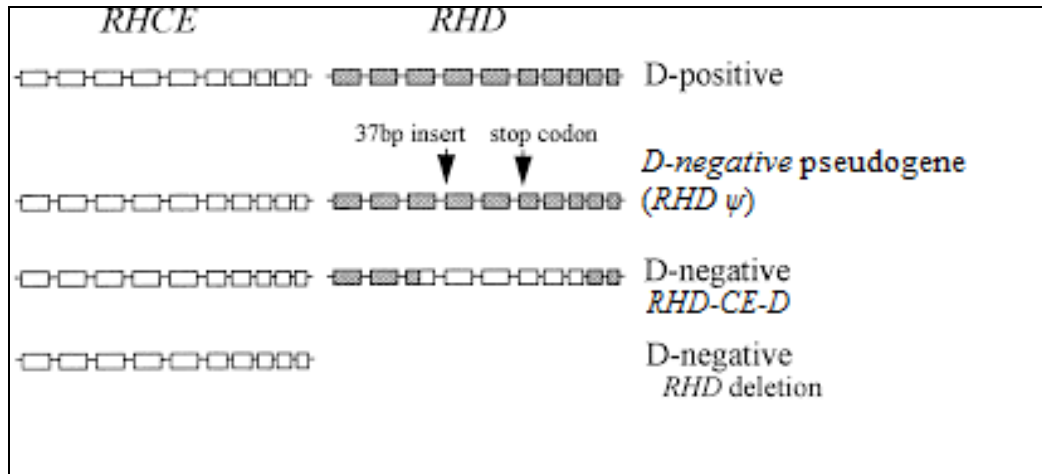 RHCE RHD
D-positive
37bp insert stop codon
D-negative pseudogene
(RHD ψ)
D-negative
RHD-CE-D
D-negative
RHD deletion